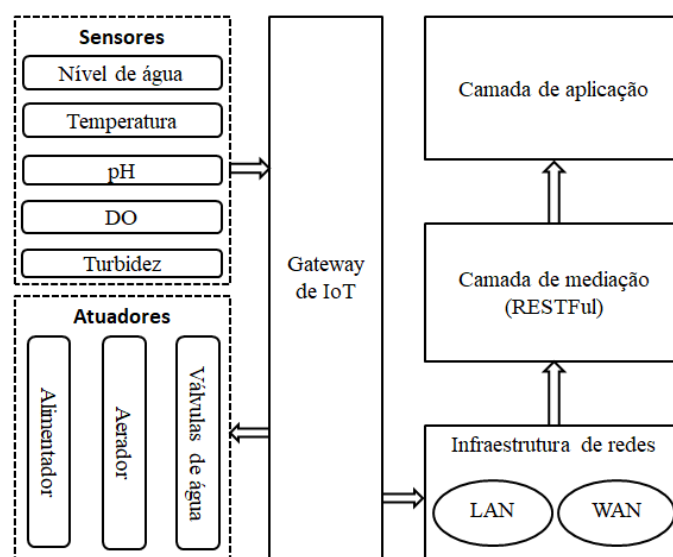 Sensores
Nível de água
Temperatura
pH
DO
Turbidez
Atuadores
Alimentador
Aerador
Válvulas de água
Gateway
de IoT
Camada de aplicação
Camada de mediação
(RESTFul)
Infraestrutura de redes
LAN
WAN